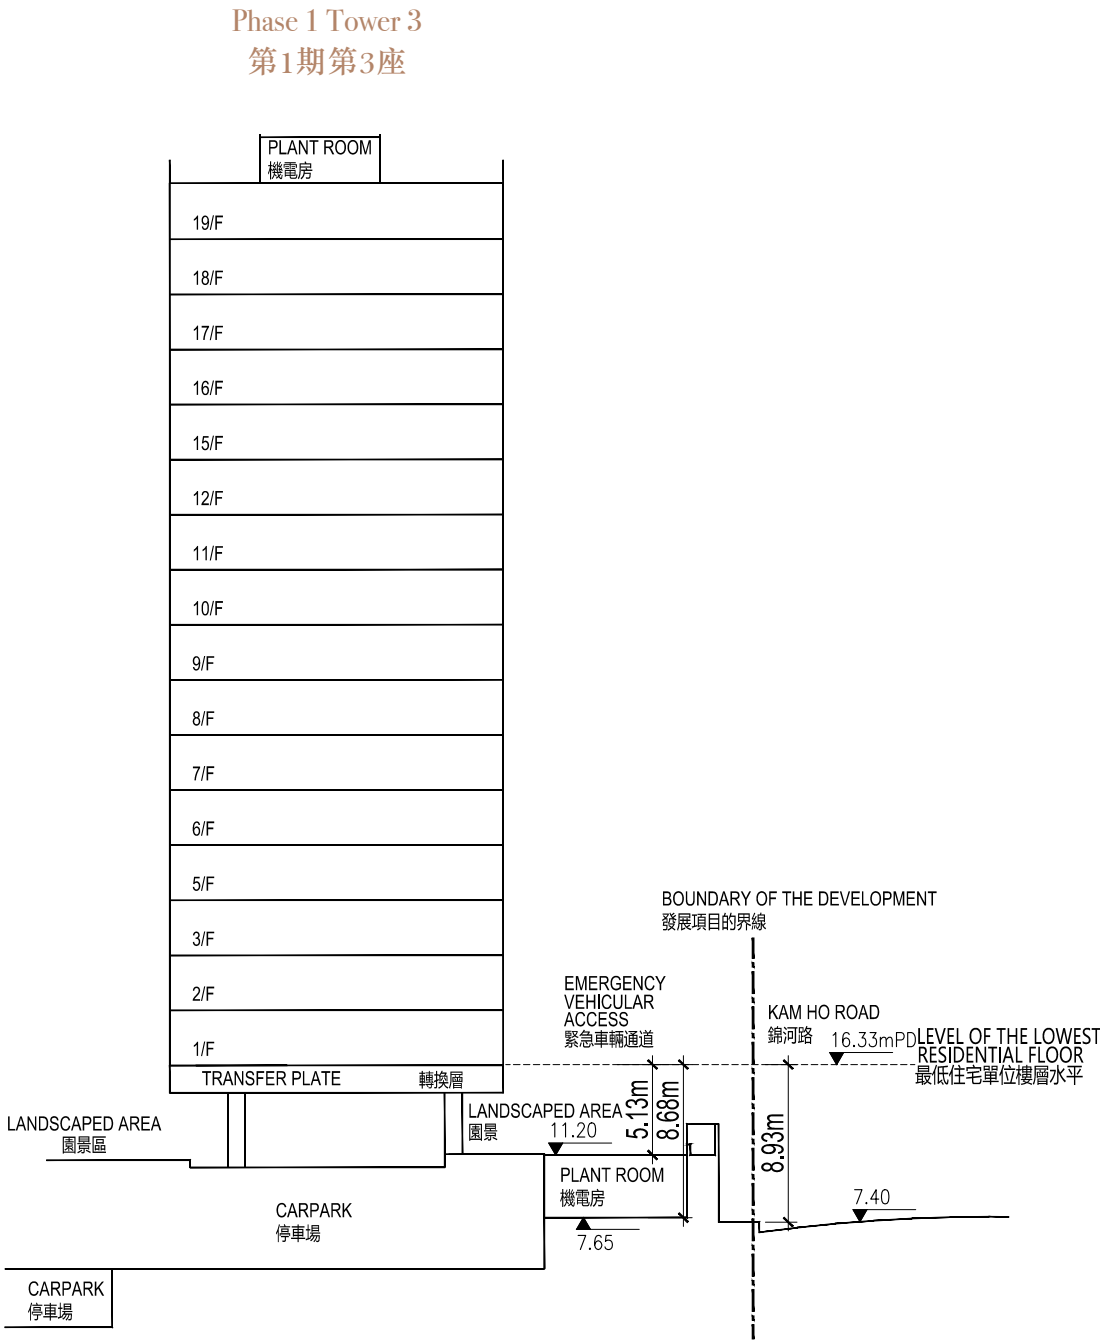 Phase 1 Tower 3
第1期第3座
PLANT ROOM
機電房
19/F
18/F
17/F
16/F
15/F
12/F
11/F
10/F
9/F
8/F
7/F
6/F
5/F
3/F
2/F
1/F
TRANSFER PLATE 轉換層
LANDSCAPED AREA
園景區
CARPARK
停車場
CARPARK
停車場
LANDSCAPED AREA
園景
11.20
PLANT ROOM
機電房
7.65
EMERGENCY
VEHICULAR
ACCESS
緊急車輛通道
5.13m
8.68m
BOUNDARY OF THE DEVELOPMENT
發展項目的界線
KAM HO ROAD
錦河路
16.33mPD
LEVEL OF THE LOWEST
RESIDENTIAL FLOOR
最低住宅單位樓層水平
8.93m
7.40